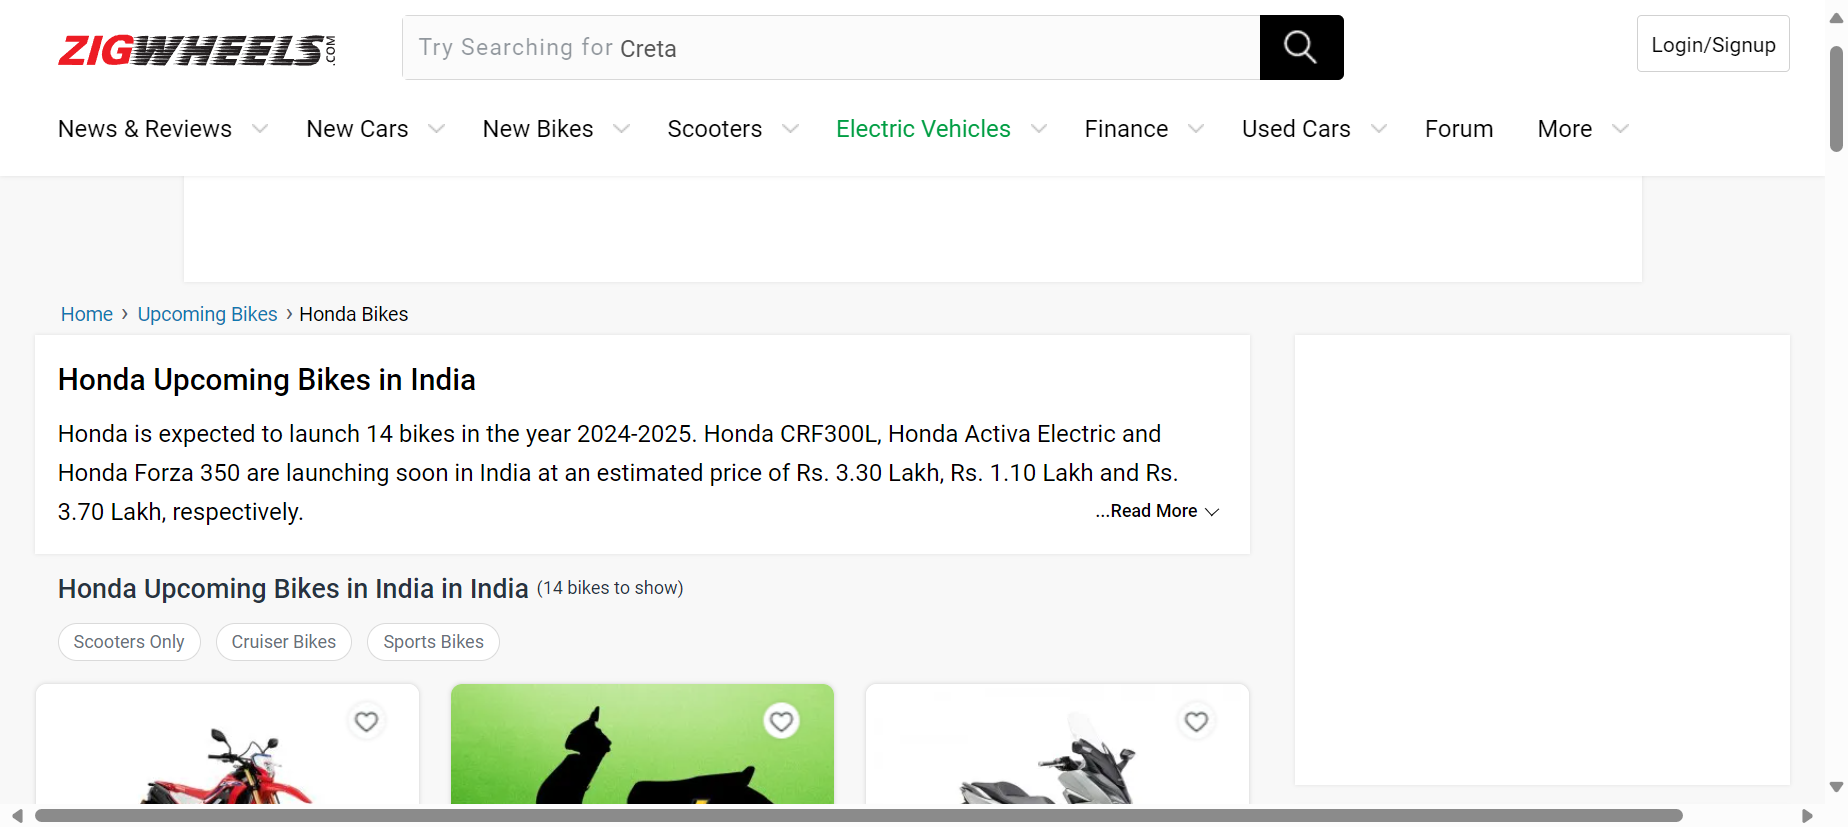 ZIGWHEELS.COM
Try Searching for Creta
Login/Signup
News & Reviews
New Cars
New Bikes
Scooters
Electric Vehicles
Finance
Used Cars
Forum
More
Home › Upcoming Bikes › Honda Bikes
Honda Upcoming Bikes in India
Honda is expected to launch 14 bikes in the year 2024-2025. Honda CRF300L, Honda Activa Electric and
Honda Forza 350 are launching soon in India at an estimated price of Rs. 3.30 Lakh, Rs. 1.10 Lakh and Rs.
3.70 Lakh, respectively.
...Read More
Honda Upcoming Bikes in India in India (14 bikes to show)
Scooters Only
Cruiser Bikes
Sports Bikes